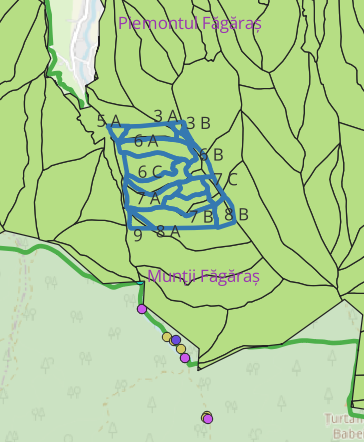 Piemontul Făgăraș
5 A
3 A
3 B
6 A
6 B
6 C
7 C
7 A
7 B
8 B
9
8 A
Munții Făgăraș